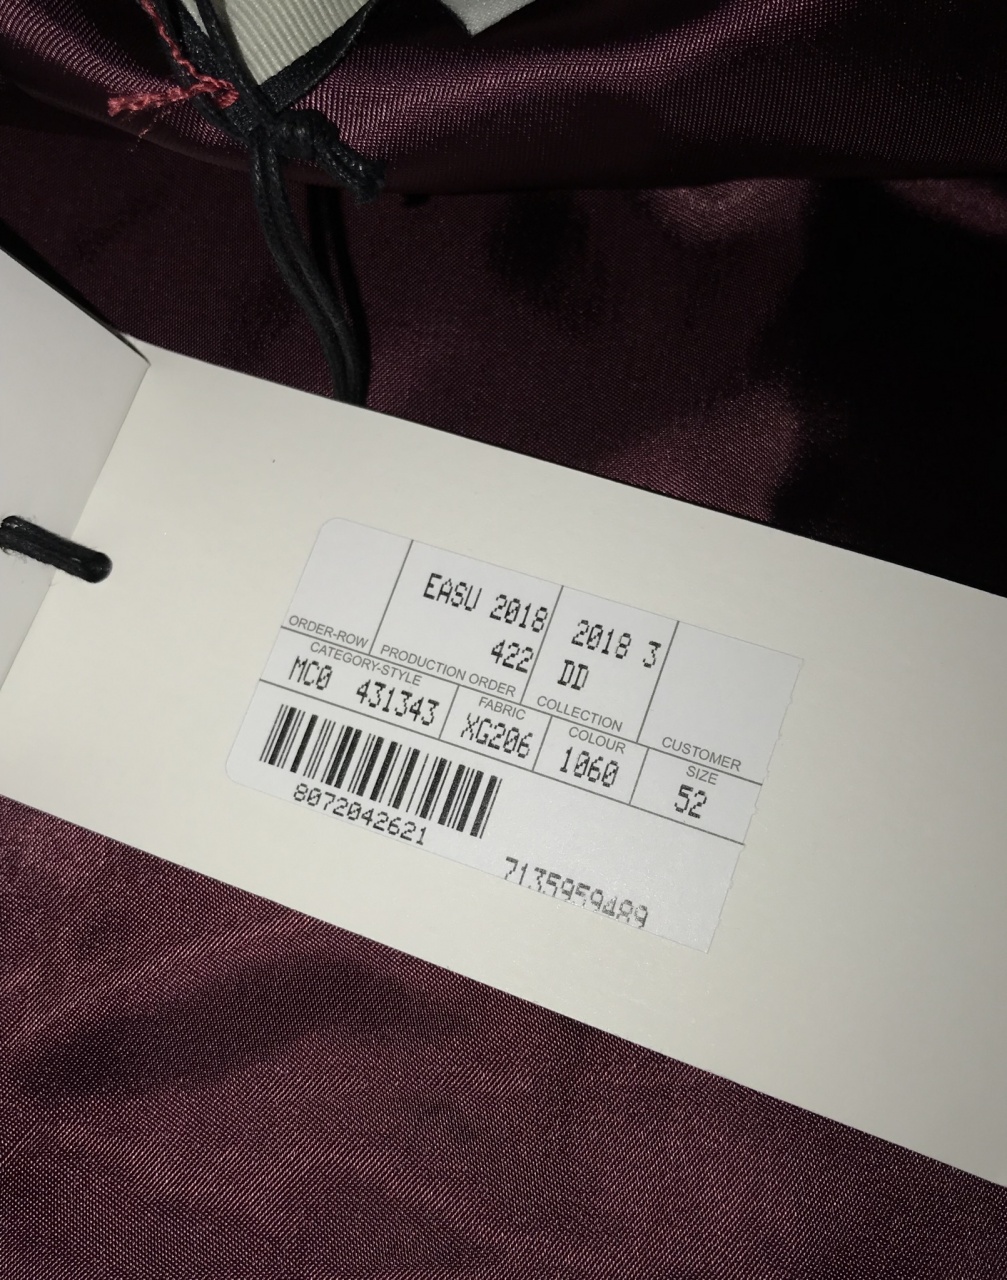 EASU 2018
422
2018 3
DD
ORDER-ROW
PRODUCTION ORDER
COLLECTION
CUSTOMER
CATEGORY-STYLE
MC0 431343
FABRIC
XG206
COLOUR
1060
SIZE
52
8072042621
7135959489